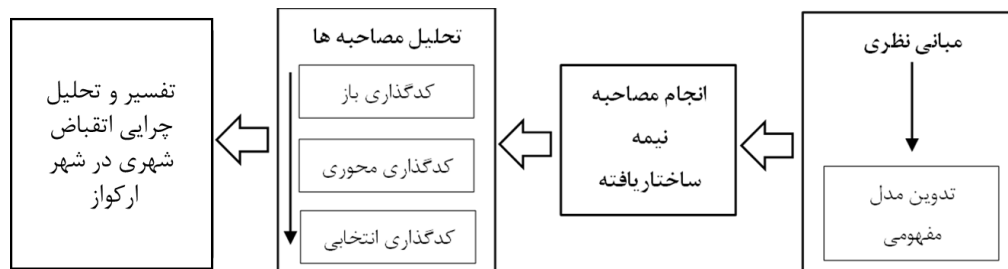 مبانی نظری
تدوین مدل
مفهومی
انجام مصاحبه
نیمه
ساختاریافته
تحلیل مصاحبه ها
کدگذاری باز
کدگذاری محوری
کدگذاری انتخابی
تفسیر و تحلیل
چرایی اتقباض
شهری در شهر
ارکواز